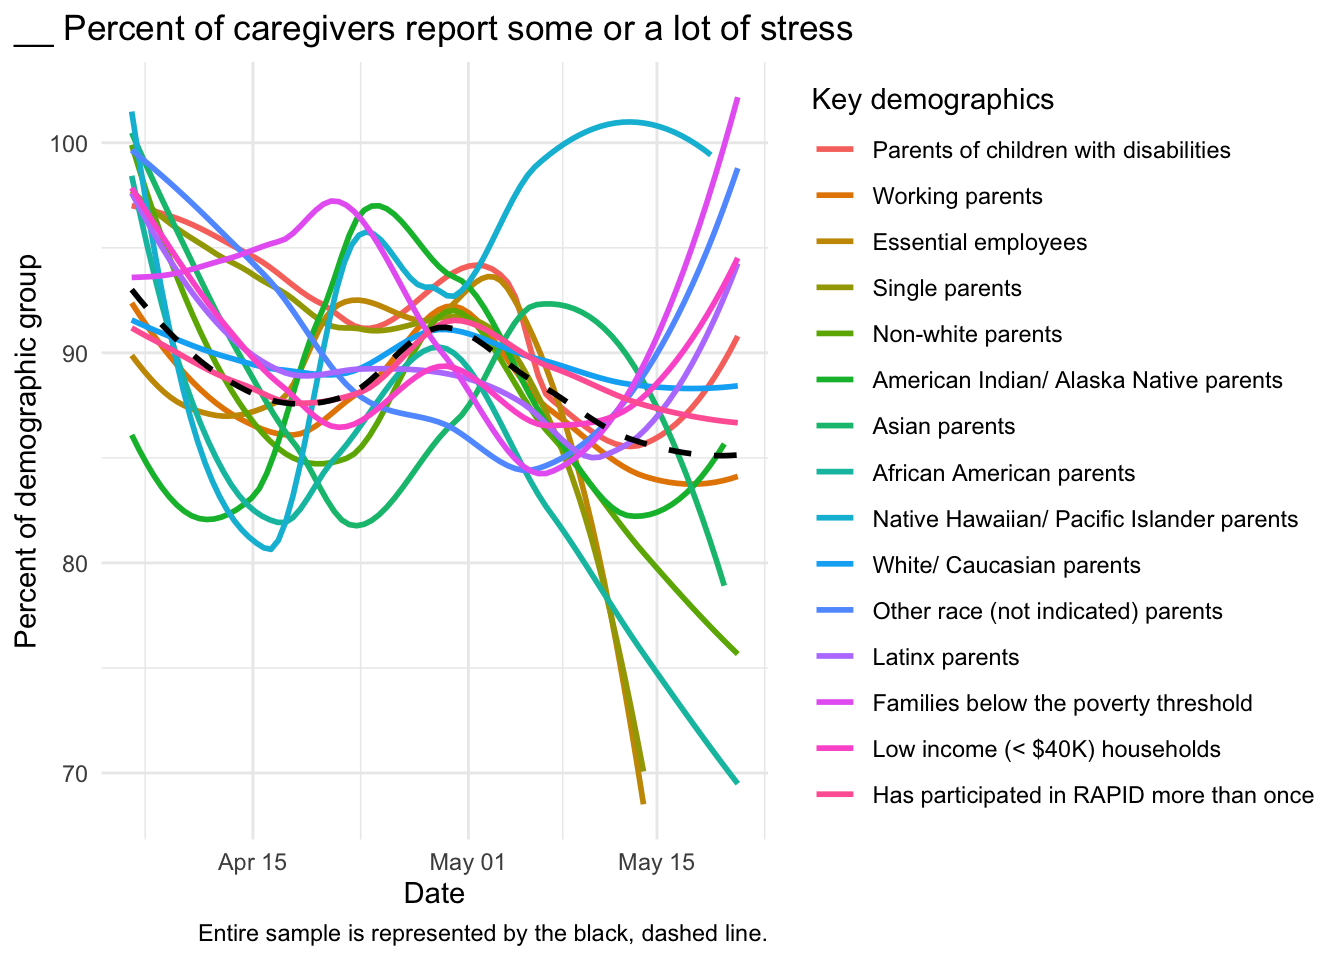 __ Percent of caregivers report some or a lot of stress
Percent of demographic group
100
90
80
70
Apr 15
May 01
May 15
Date
Entire sample is represented by the black, dashed line.
Key demographics
Parents of children with disabilities
Working parents
Essential employees
Single parents
Non-white parents
American Indian/ Alaska Native parents
Asian parents
African American parents
Native Hawaiian/ Pacific Islander parents
White/ Caucasian parents
Other race (not indicated) parents
Latinx parents
Families below the poverty threshold
Low income (< $40K) households
Has participated in RAPID more than once